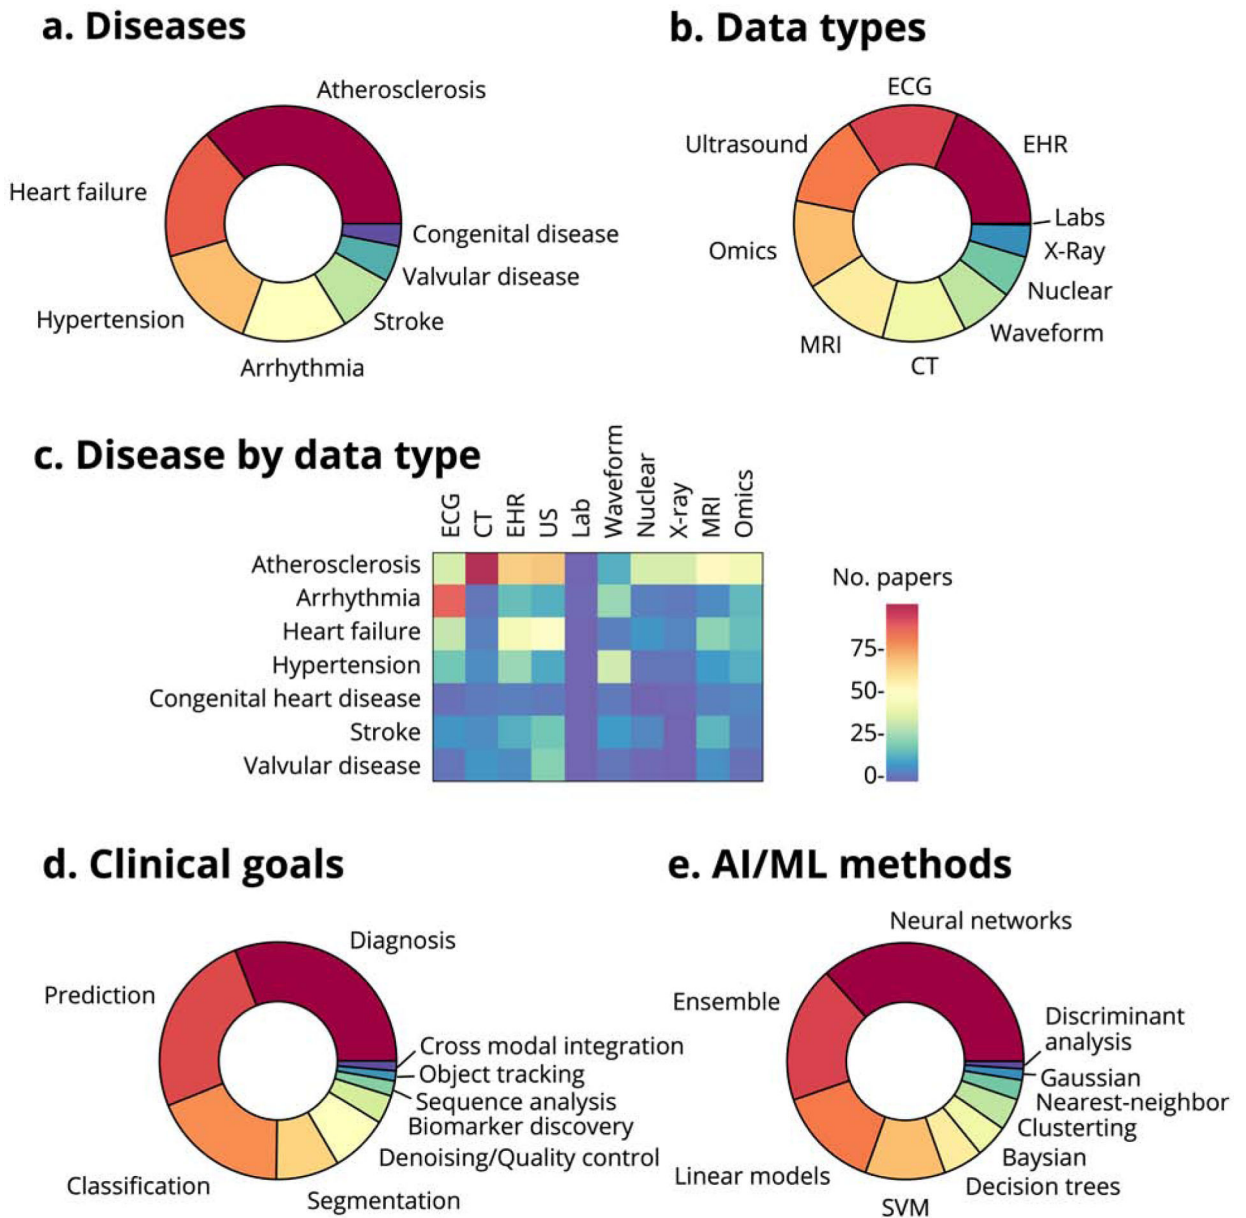 a. Diseases
b. Data types
Atherosclerosis
Heart failure
Hypertension
Arrhythmia
Stroke
Valvular disease
Congenital disease
ECG
EHR
Labs
X-Ray
Nuclear
Waveform
CT
MRI
Omics
Ultrasound
c. Disease by data type
ECG
CT
EHR
US
Lab
Waveform
Nuclear
X-ray
MRI
Omics
Atherosclerosis
Arrhythmia
Heart failure
Hypertension
Congenital heart disease
Stroke
Valvular disease
No. papers
75-
50-
25-
0-
d. Clinical goals
e. AI/ML methods
Diagnosis
Prediction
Classification
Segmentation
Denoising/Quality control
Biomarker discovery
Sequence analysis
Object tracking
Cross modal integration
Neural networks
Ensemble
Linear models
SVM
Decision trees
Baysian
Clusterting
Nearest-neighbor
Gaussian
Discriminant
analysis